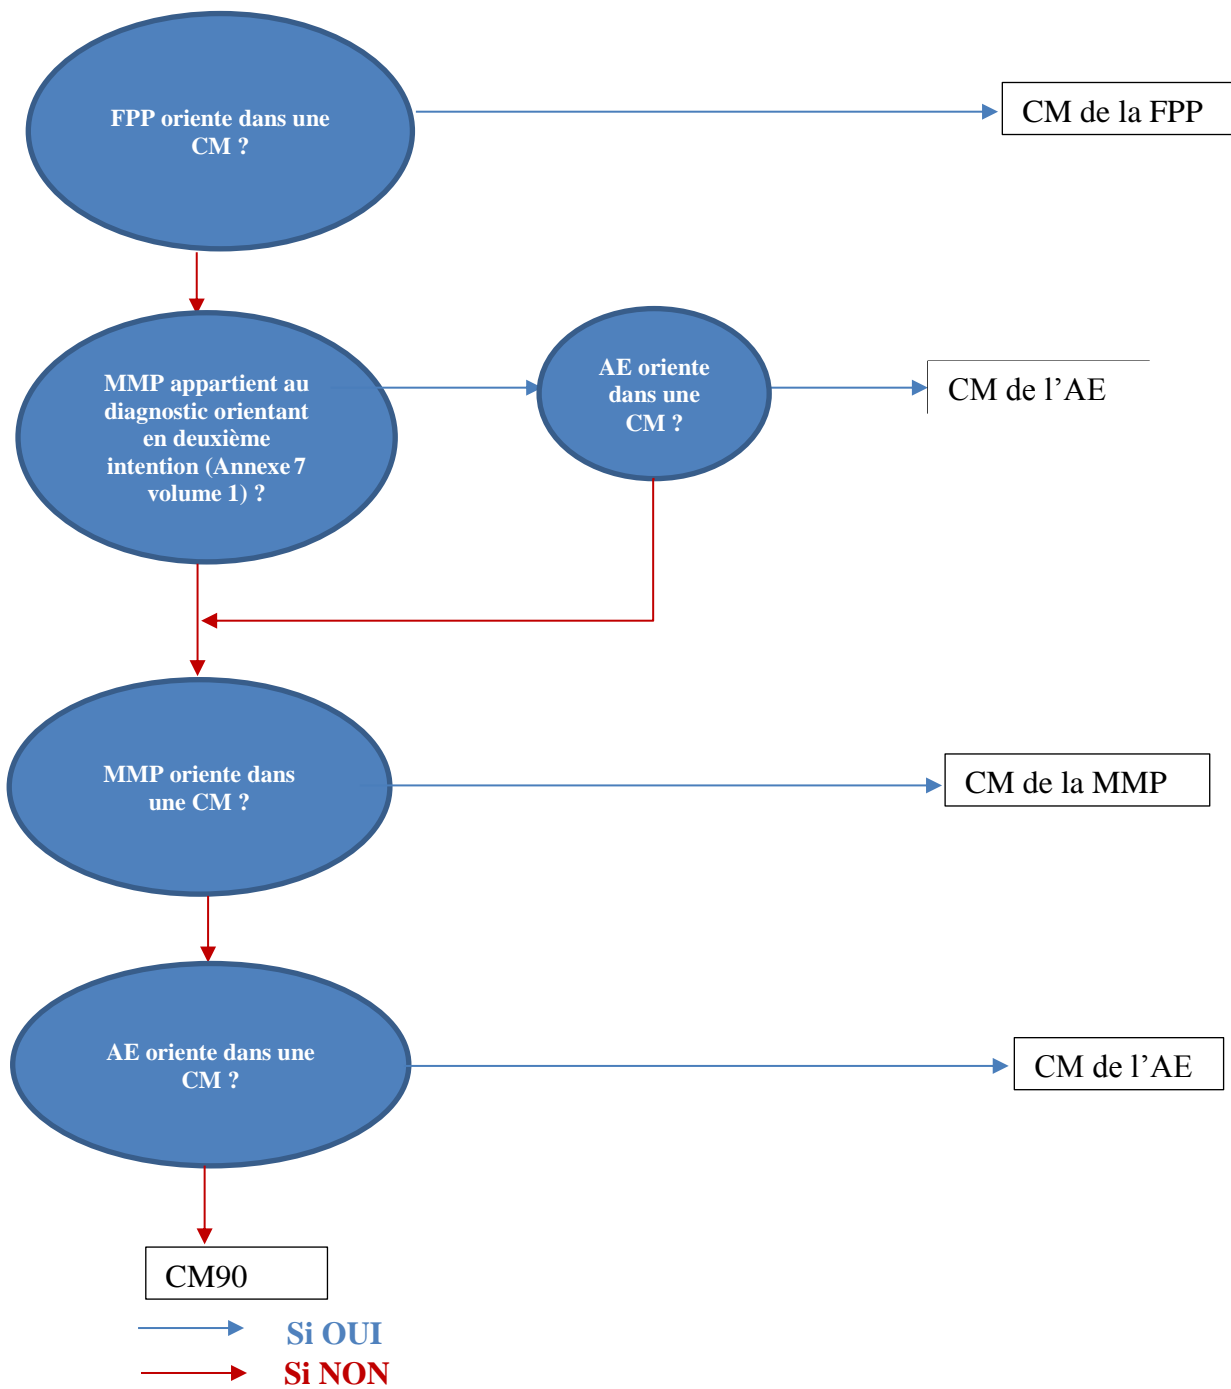 FPP oriente dans une
CM ?
CM de la FPP
MMP appartient au
diagnostic orientant
en deuxième
intention (Annexe 7
volume 1) ?
AE oriente
dans une
CM ?
CM de l’AE
MMP oriente dans
une CM ?
CM de la MMP
AE oriente dans une
CM ?
CM de l’AE
CM90
Si OUI
Si NON